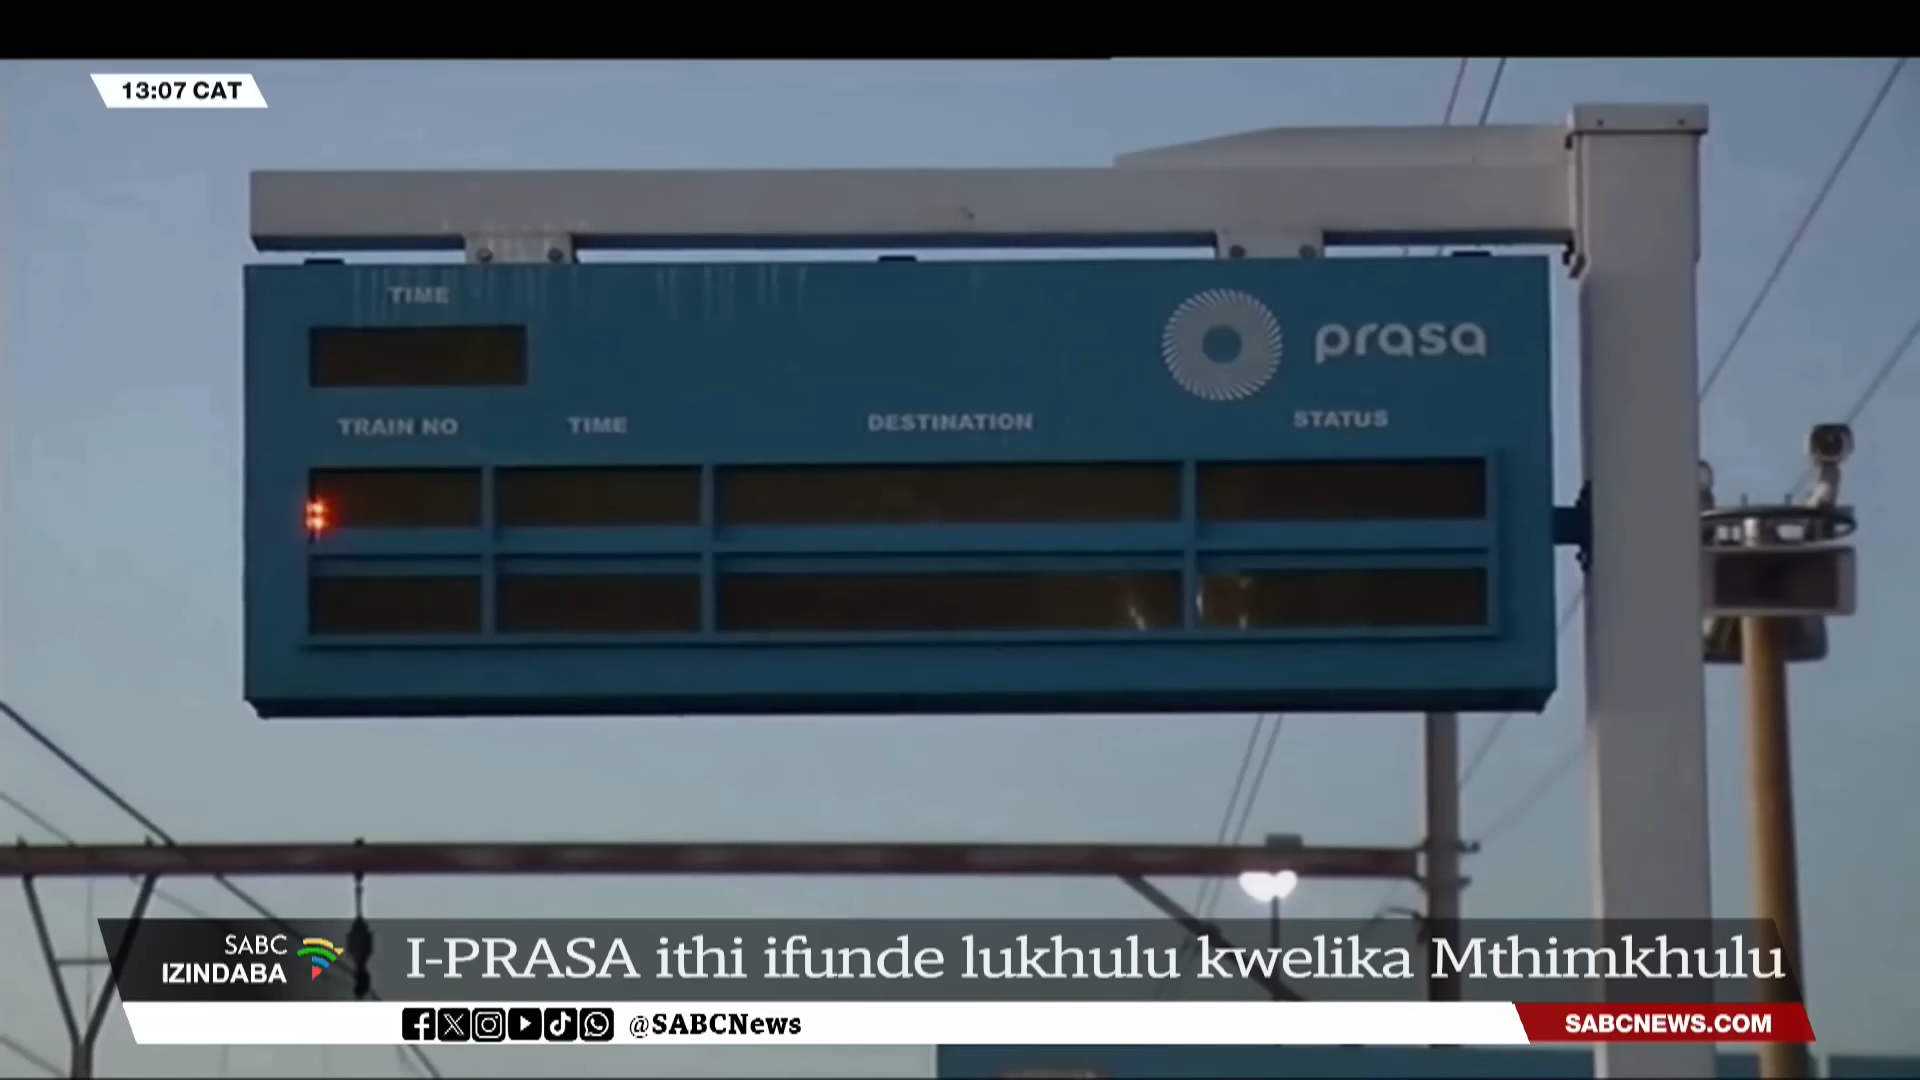 13:07 CAT
TIME
prasa
TRAIN NO TIME DESTINATION STATUS
SABC
IZINDABA
I-PRASA ithi ifunde lukhulu kwelika Mthimkhulu
@SABCNews
SABCNEWS.COM